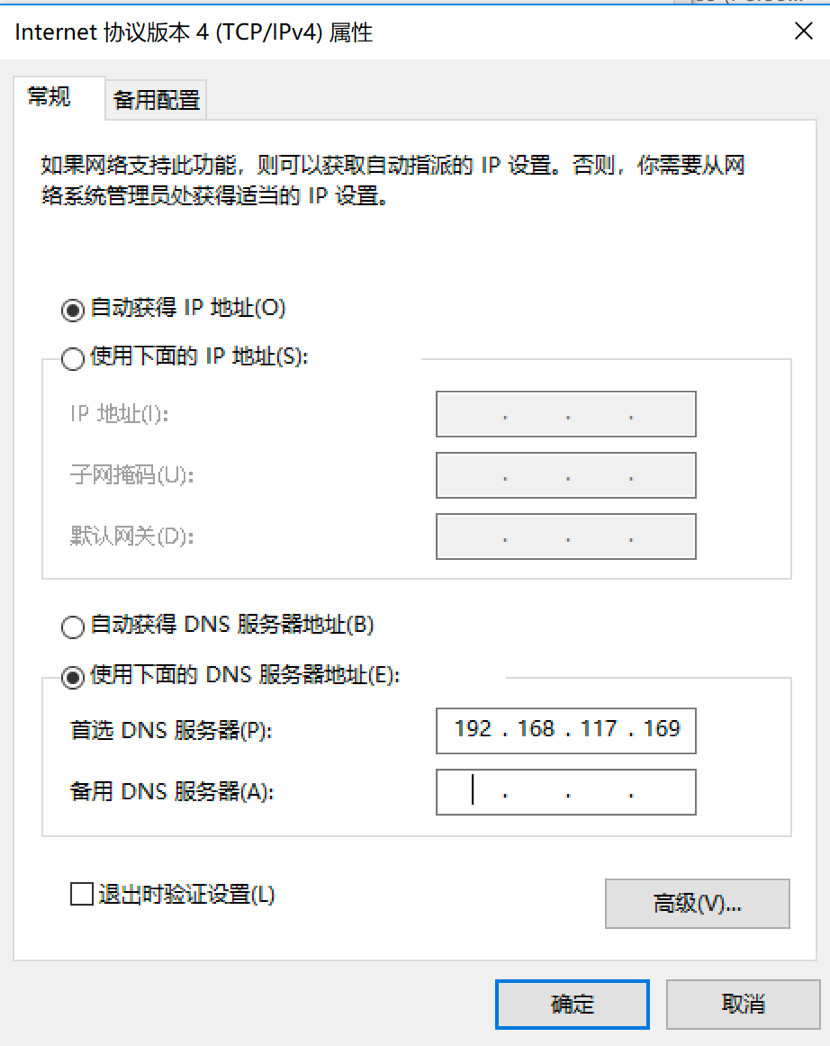 Internet 协议版本 4 (TCP/IPv4) 属性
常规
备用配置
如果网络支持此功能，则可以获取自动指派的 IP 设置。否则，你需要从网
络系统管理员处获得适当的 IP 设置。
自动获得 IP 地址(O)
使用下面的 IP 地址(S):
IP 地址(I):
子网掩码(U):
默认网关(D):
自动获得 DNS 服务器地址(B)
使用下面的 DNS 服务器地址(E):
首选 DNS 服务器(P): 192 . 168 . 117 . 169
备用 DNS 服务器(A):
退出时验证设置(L)
高级(V)...
确定
取消